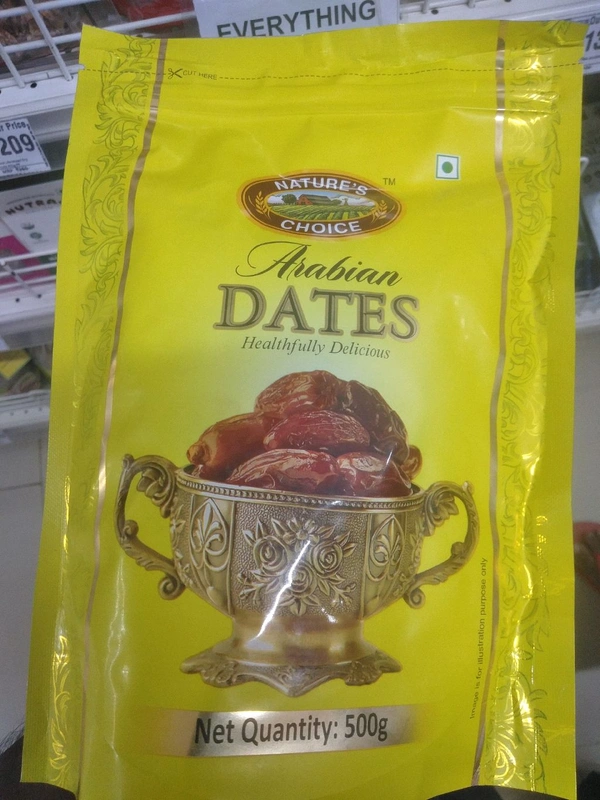 EVERYTHING
CUT HERE
209
NATURE'S
CHOICE
TM
Arabian
DATES
Healthfully Delicious
Image is for illustration purpose only
Net Quantity: 500g